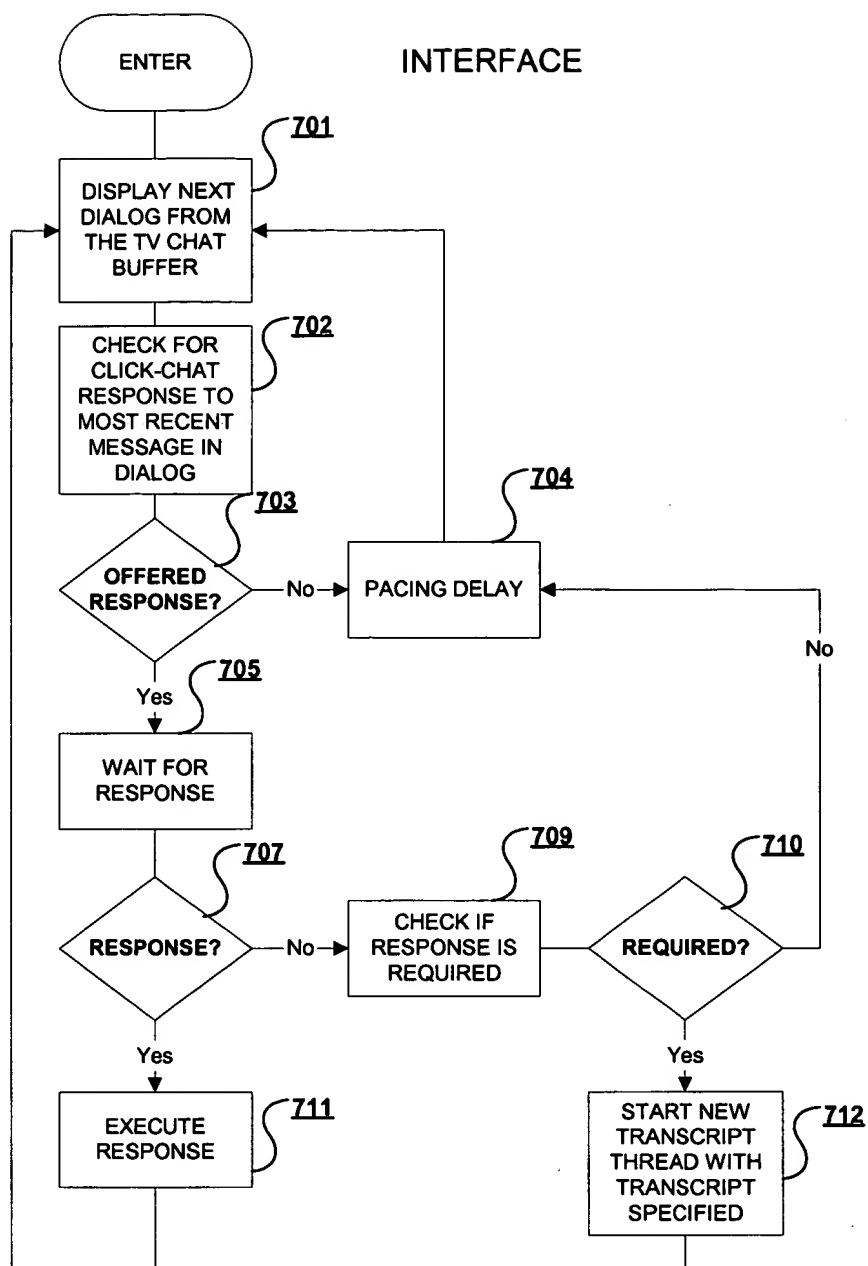 ENTER
INTERFACE
701
DISPLAY NEXT
DIALOG FROM
THE TV CHAT
BUFFER
702
CHECK FOR
CLICK-CHAT
RESPONSE TO
MOST RECENT
MESSAGE IN
DIALOG
703
OFFERED
RESPONSE?
No
704
PACING DELAY
Yes
705
WAIT FOR
RESPONSE
707
RESPONSE?
No
709
CHECK IF
RESPONSE IS
REQUIRED
710
REQUIRED?
No
Yes
711
EXECUTE
RESPONSE
Yes
712
START NEW
TRANSCRIPT
THREAD WITH
TRANSCRIPT
SPECIFIED